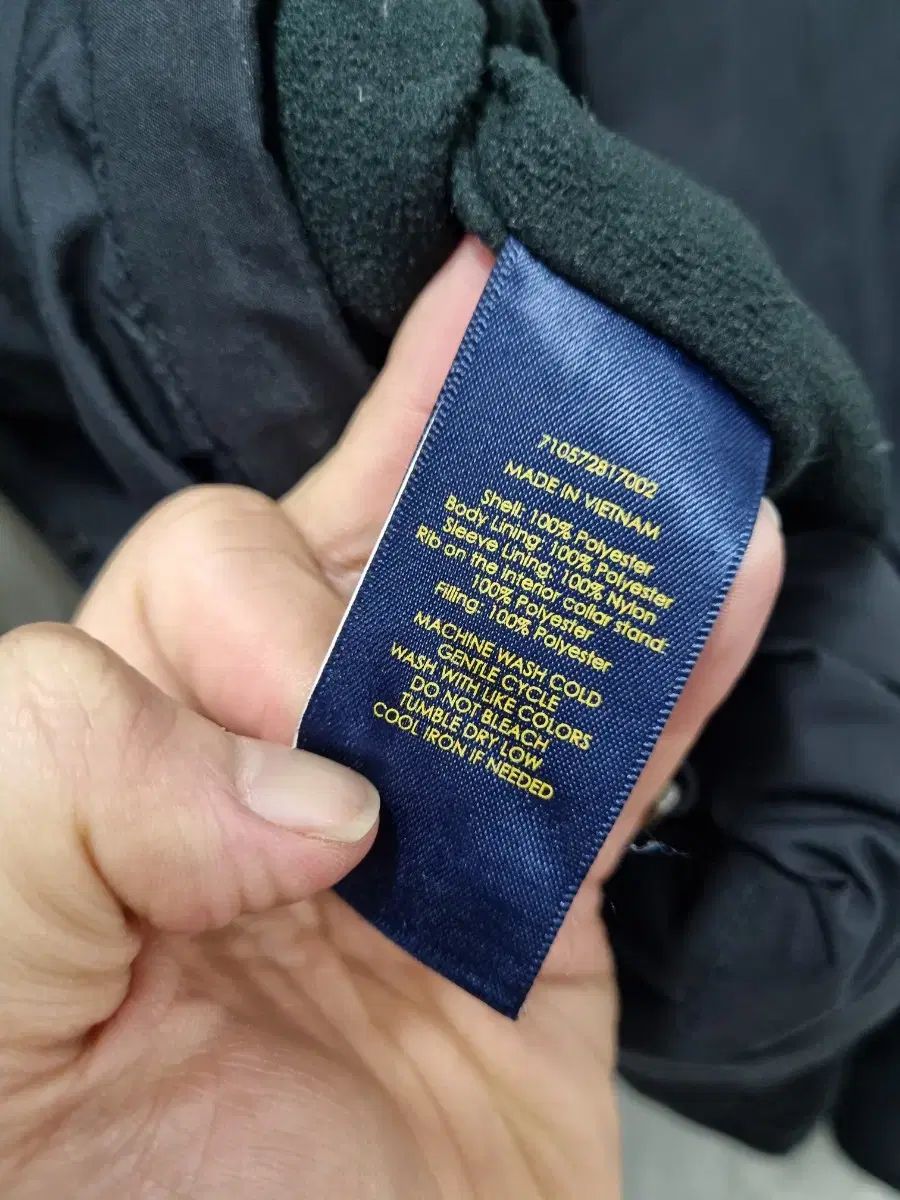 710572817002
MADE IN VIETNAM
Shell: 100% Polyester
Body Lining: 100% Polyester
Sleeve Lining: 100% Nylon
Rib on the Interior collar stand:
100% Polyester
Filling: 100% Polyester
MACHINE WASH COLD
GENTLE CYCLE
WASH WITH LIKE COLORS
DO NOT BLEACH
TUMBLE DRY LOW
COOL IRON IF NEEDED